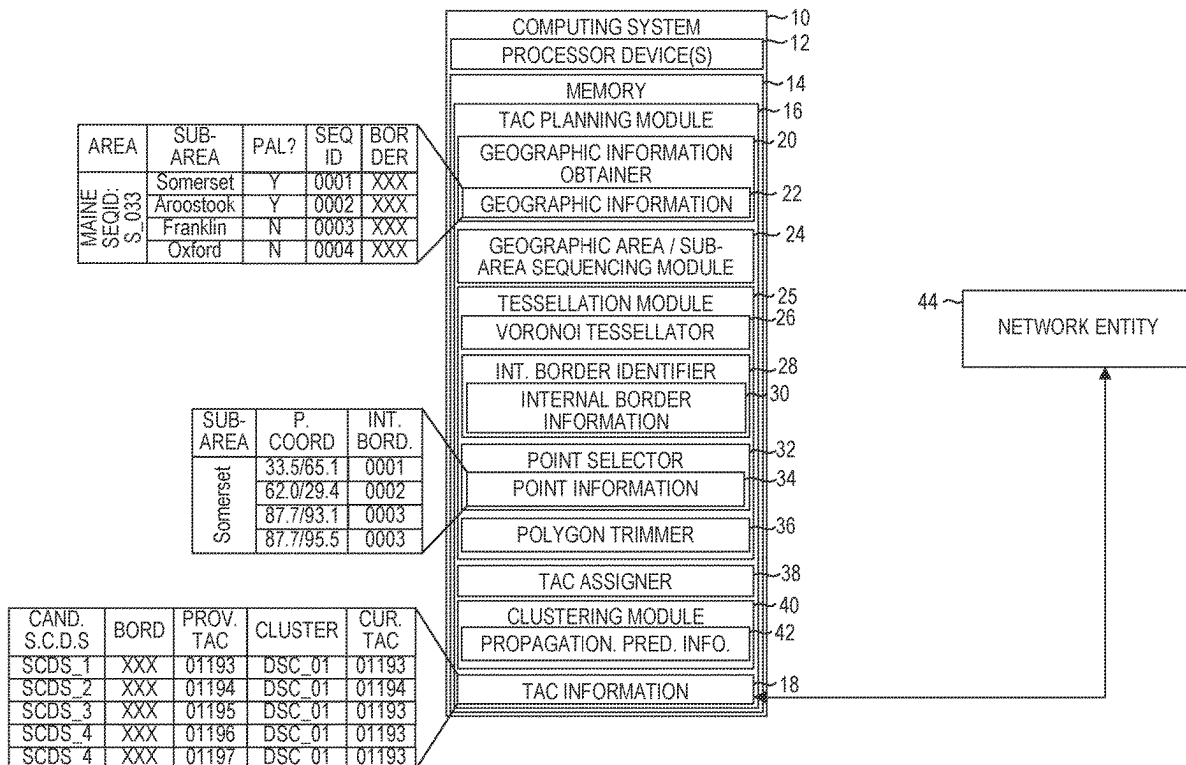 COMPUTING SYSTEM
10
PROCESSOR DEVICE(S)
12
MEMORY
14
TAC PLANNING MODULE
16
GEOGRAPHIC INFORMATION
OBTAINER
20
GEOGRAPHIC INFORMATION
22
GEOGRAPHIC AREA / SUB-
AREA SEQUENCING MODULE
24
TESSELLATION MODULE
25
VORONOI TESSELLATOR
26
INT. BORDER IDENTIFIER
28
INTERNAL BORDER
INFORMATION
30
POINT SELECTOR
32
POINT INFORMATION
34
POLYGON TRIMMER
36
TAC ASSIGNER
38
CLUSTERING MODULE
40
PROPAGATION. PRED. INFO.
42
TAC INFORMATION
18
44
NETWORK ENTITY
AREA SUB-AREA PAL? SEQ ID BOR DER
MAINE
SEQID:
S_033
Somerset Y 0001 XXX
Aroostook Y 0002 XXX
Franklin N 0003 XXX
Oxford N 0004 XXX
SUB-AREA P. COORD INT. BORD.
Somerset
33.5/65.1 0001
62.0/29.4 0002
87.7/93.1 0003
87.7/95.5 0003
CAND. S.C.D.S BORD PROV. TAC CLUSTER CUR. TAC
SCDS_1 XXX 01193 DSC_01 01193
SCDS_2 XXX 01194 DSC_01 01194
SCDS_3 XXX 01195 DSC_01 01193
SCDS_4 XXX 01196 DSC_01 01193
SCDS_4 XXX 01197 DSC_01 01193